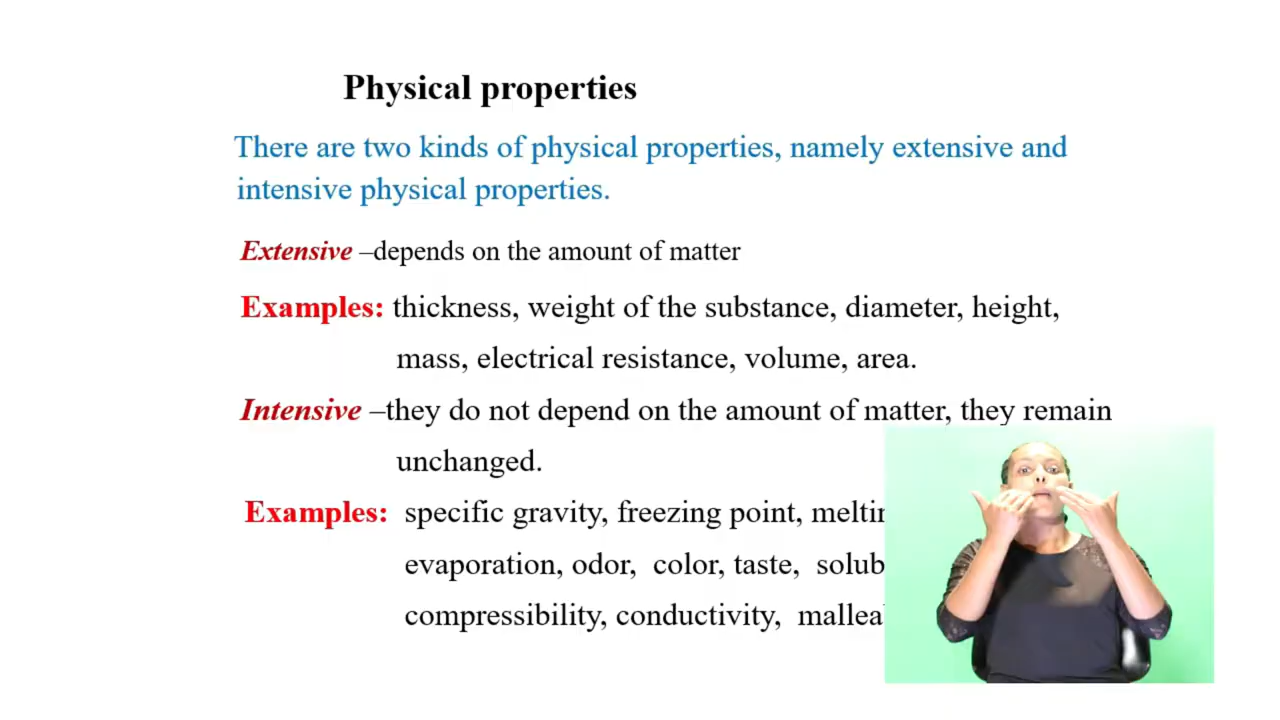 Physical properties
There are two kinds of physical properties, namely extensive and
intensive physical properties.
Extensive –depends on the amount of matter
Examples: thickness, weight of the substance, diameter, height,
mass, electrical resistance, volume, area.
Intensive –they do not depend on the amount of matter, they remain
unchanged.
Examples: specific gravity, freezing point,
evaporation, odor, color, taste,
compressibility, conductivity,